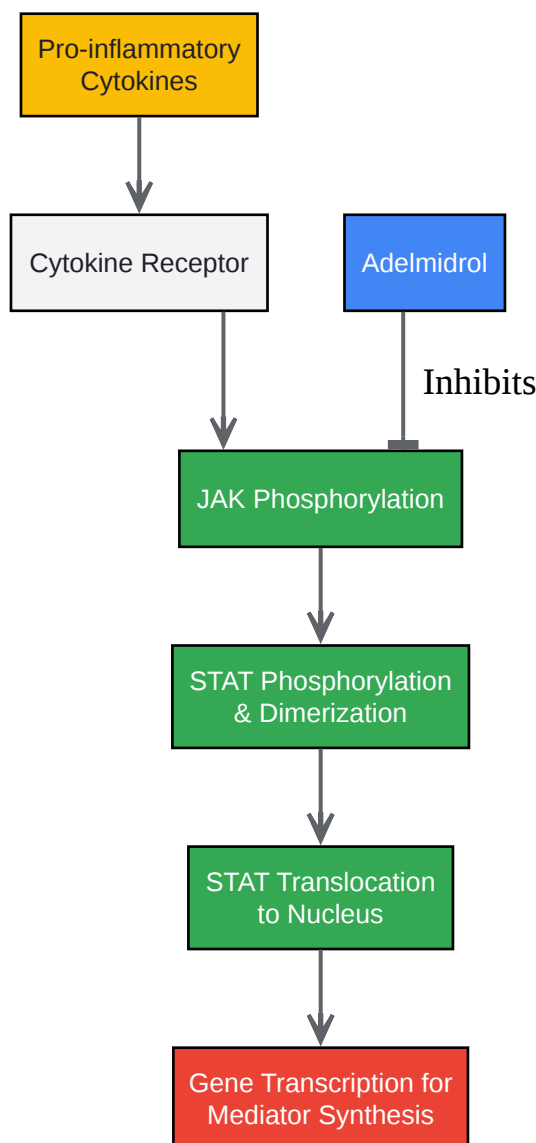 Pro-inflammatory
Cytokines
Cytokine Receptor
Adelmidrol
Inhibits
JAK Phosphorylation
STAT Phosphorylation
& Dimerization
STAT Translocation
to Nucleus
Gene Transcription for
Mediator Synthesis